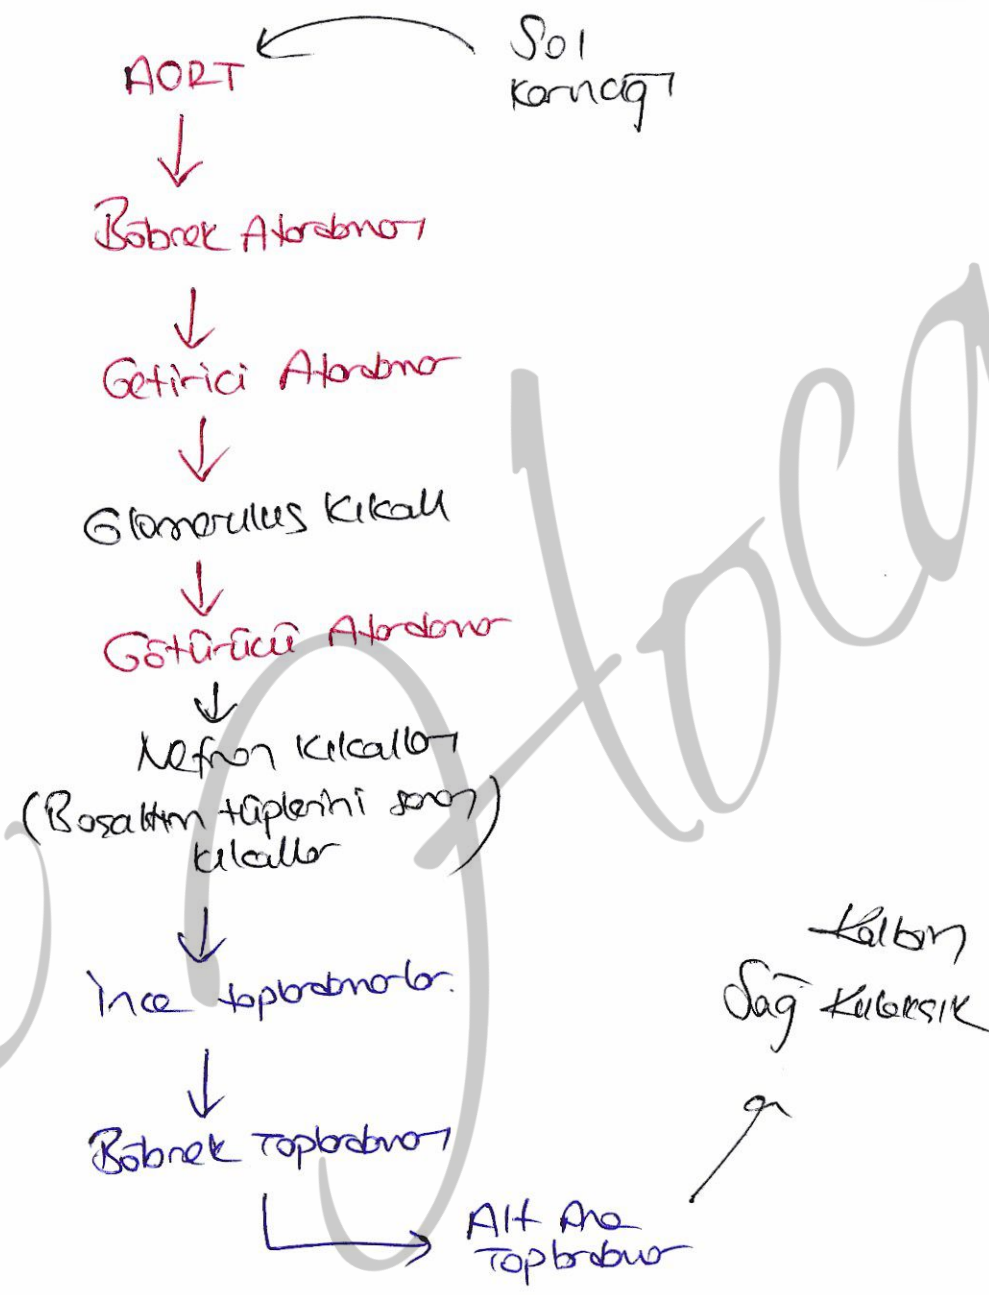 Sol
Karıncığı
AORT
Böbrek Atardamarı
Getirici Atardamar
Glomerulus Kılcalı
Götürücü Atardamar
Nefron Kılcalları
(Boşaltım tüplerini saran)
kılcallar
İnce toplardamarlar.
Kalbin
Sağ Kulakçık
Böbrek Toplardamarı
Alt Ana
Toplardamar